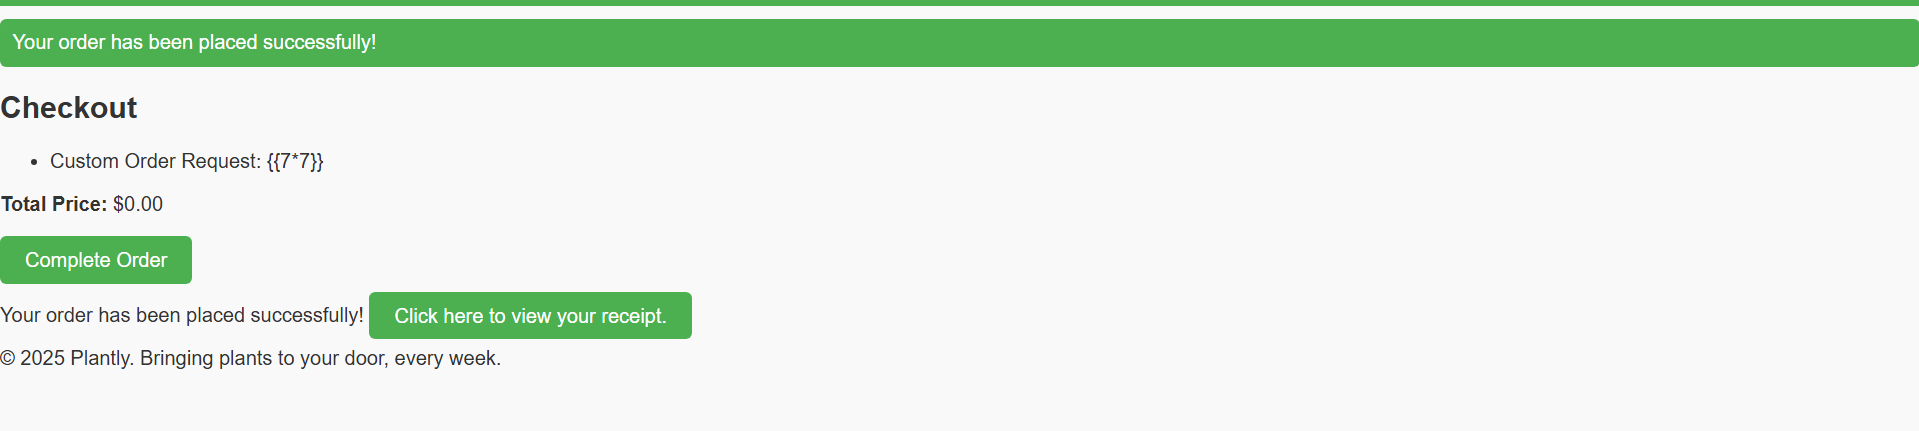 Your order has been placed successfully!
Checkout
• Custom Order Request: {{7*7}}
Total Price: $0.00
Complete Order
Your order has been placed successfully! Click here to view your receipt.
© 2025 Plantly. Bringing plants to your door, every week.